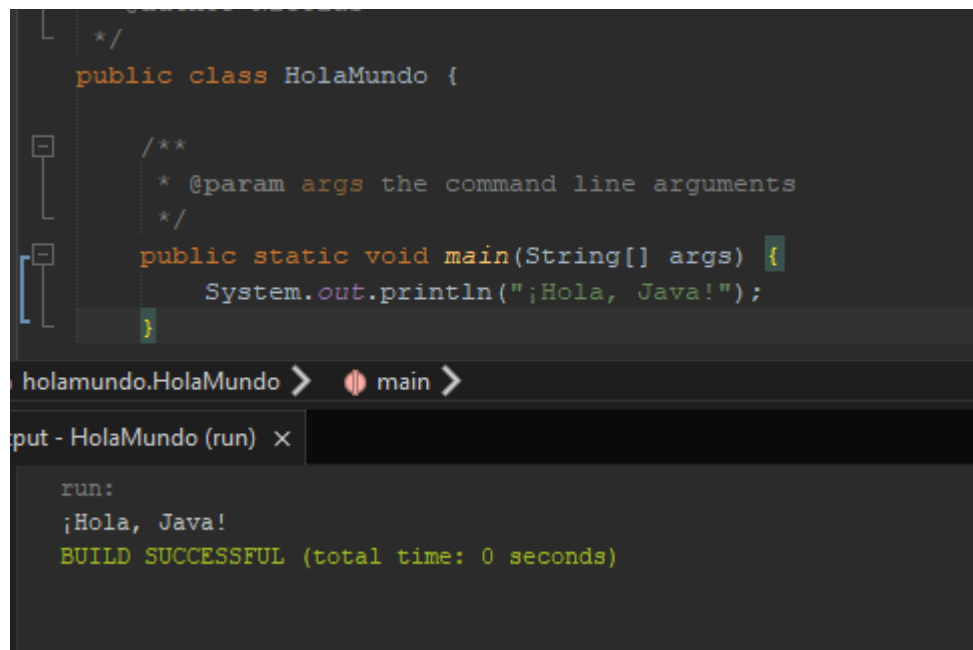 */
public class HolaMundo {
/**
* @param args the command line arguments
*/
public static void main(String[] args) {
System.out.println("¡Hola, Java!");
}
holamundo.HolaMundo > main >
put - HolaMundo (run) ×
run:
¡Hola, Java!
BUILD SUCCESSFUL (total time: 0 seconds)